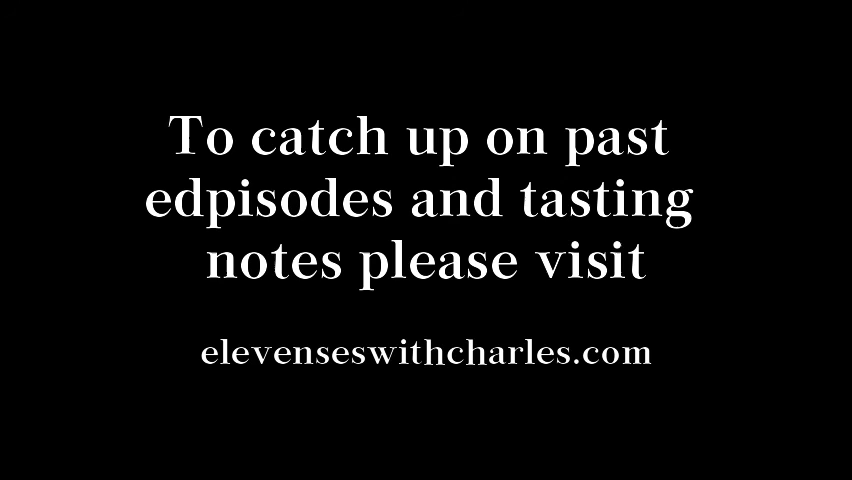 To catch up on past
edpisodes and tasting
notes please visit
elevenseswithcharles.com